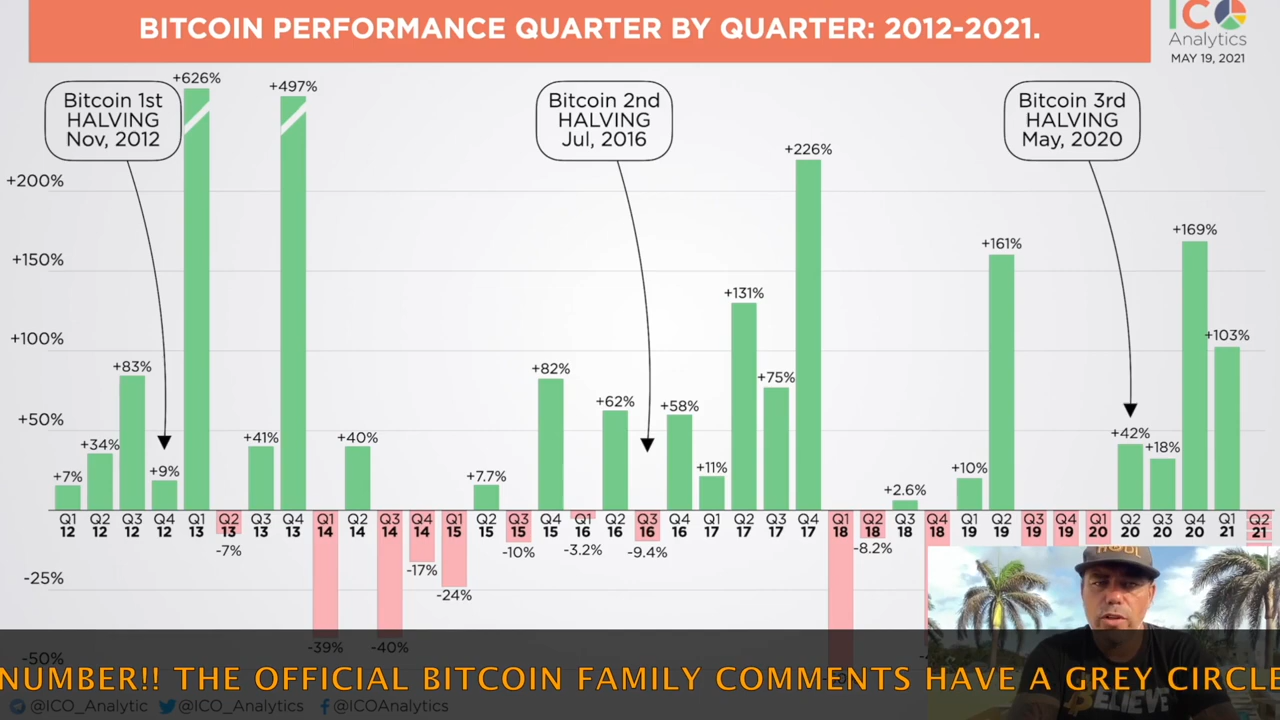 BITCOIN PERFORMANCE QUARTER BY QUARTER: 2012-2021.
ICO
Analytics
MAY 19, 2021
Bitcoin 1st
HALVING
Nov, 2012
Bitcoin 2nd
HALVING
Jul, 2016
Bitcoin 3rd
HALVING
May, 2020
+200%
+150%
+100%
+50%
-25%
-50%
+7%
+34%
+83%
+9%
+626%
-7%
+41%
+497%
-39%
+40%
-40%
-17%
-24%
+7.7%
-10%
+82%
-3.2%
+62%
-9.4%
+58%
+11%
+131%
+75%
+226%
-8.2%
+2.6%
+10%
+161%
+42%
+18%
+169%
+103%
Q1 Q2 Q3 Q4 Q1 Q2 Q3 Q4 Q1 Q2 Q3 Q4 Q1 Q2 Q3 Q4 Q1 Q2 Q3 Q4 Q1 Q2 Q3 Q4 Q1 Q2 Q3 Q4 Q1 Q2 Q3 Q4 Q1 Q2 Q3 Q4 Q1 Q2
12 12 12 12 13 13 13 13 14 14 14 14 15 15 15 15 16 16 16 16 17 17 17 17 18 18 18 18 19 19 19 19 20 20 20 20 21 21
HODL
NUMBER!! THE OFFICIAL BITCOIN FAMILY COMMENTS HAVE A GREY CIRCLE
BELIEVE
@ICO_Analytic @ICO_Analytics @ICOAnalytics